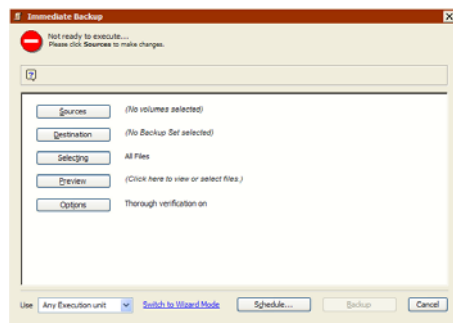 Immediate Backup
Not ready to execute...
Please click Sources to make changes.
Sources
(No volumes selected)
Destination
(No Backup Set selected)
Selecting
All Files
Preview
(Click here to view or select files.)
Options
Thorough verification on
Use
Any Execution unit
Switch to Wizard Mode
Schedule...
Backup
Cancel